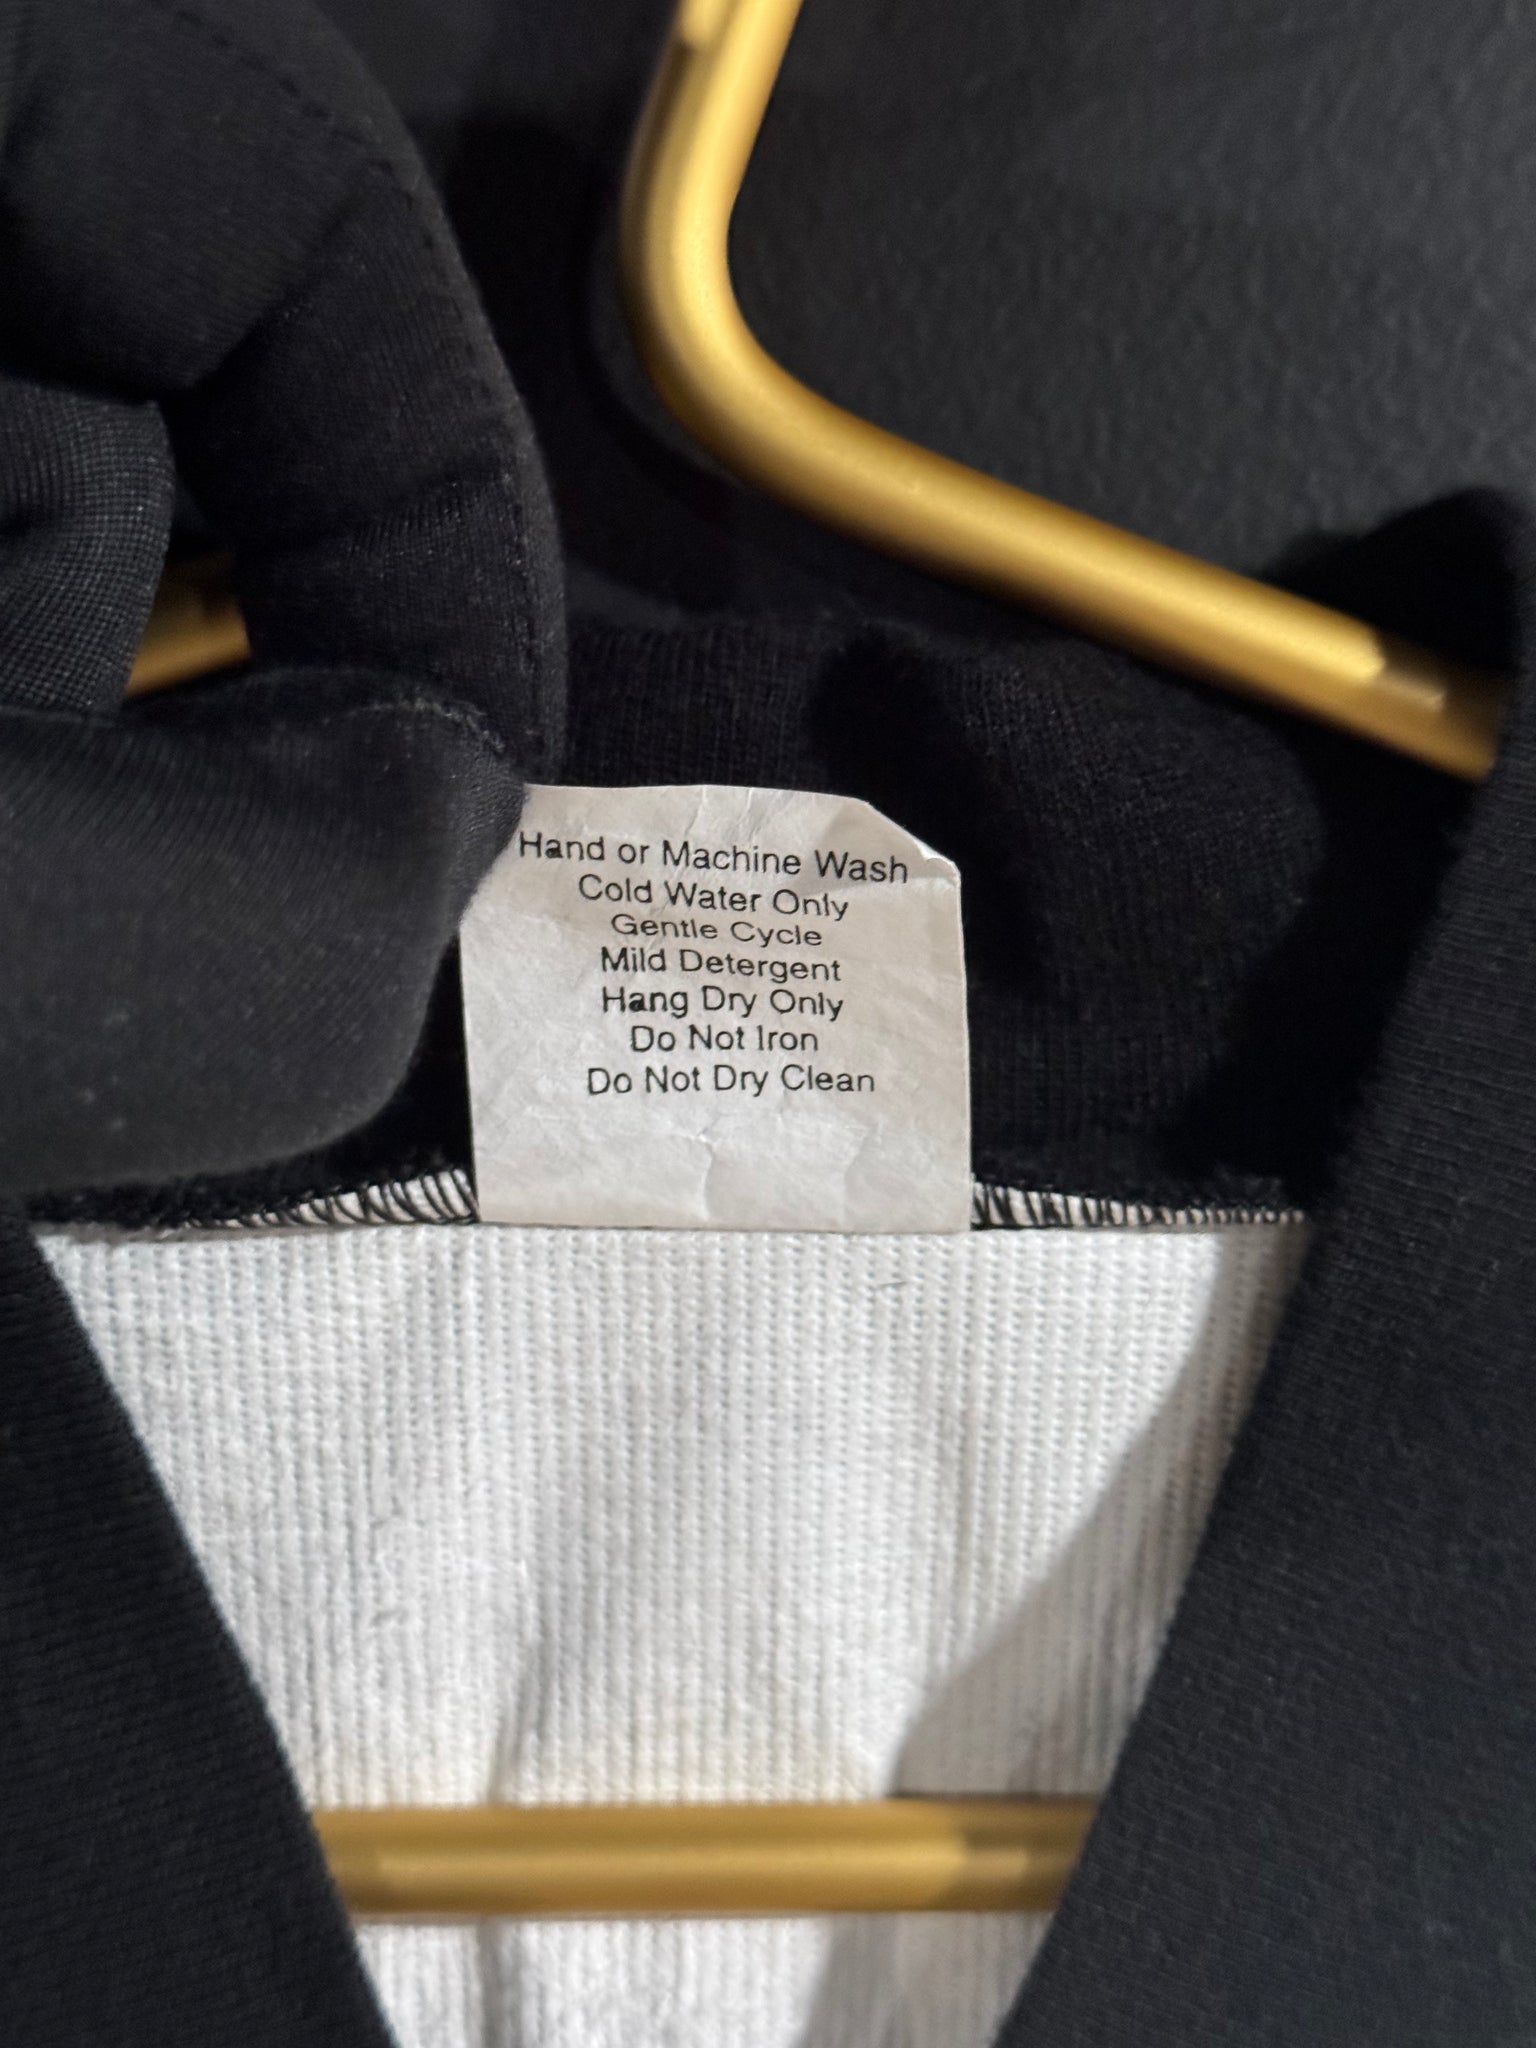 Hand or Machine Wash
Cold Water Only
Gentle Cycle
Mild Detergent
Hang Dry Only
Do Not Iron
Do Not Dry Clean